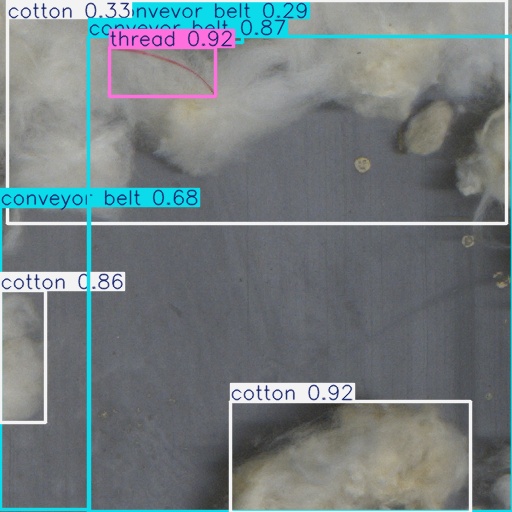 cotton 0.33
conveyor belt 0.29
conveyor belt 0.87
thread 0.92
conveyor belt 0.68
cotton 0.86
cotton 0.92